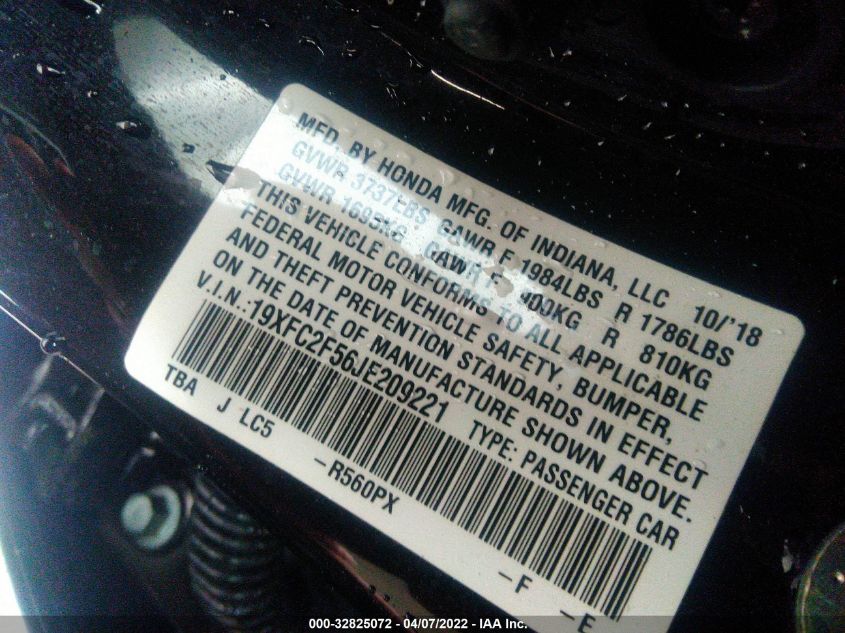 MFD. BY HONDA MFG. OF INDIANA, LLC 10/'18
GVWR 3737LBS GAWR F 1984LBS R 1786LBS
GVWR 1695KG GAWR F 900KG R 810KG
THIS VEHICLE CONFORMS TO ALL APPLICABLE
FEDERAL MOTOR VEHICLE SAFETY, BUMPER,
AND THEFT PREVENTION STANDARDS IN EFFECT
ON THE DATE OF MANUFACTURE SHOWN ABOVE.
V.I.N.:19XFC2F56JE209221 TYPE: PASSENGER CAR
TBA J LC5 -R560PX -F -E
000-32825072 - 04/07/2022 - IAA Inc.